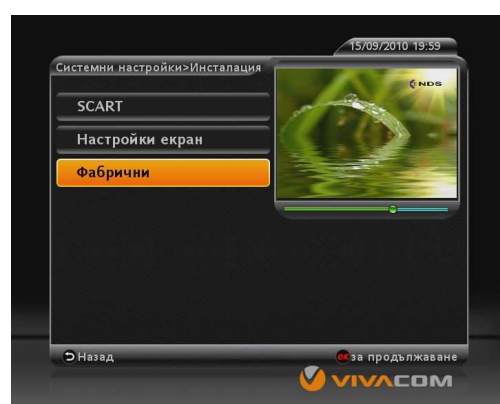 15/09/2010 19:59
Системни настройки>Инсталация
NDS
SCART
Настройки екран
Фабрични
Назад
OK за продължаване
VIVACOM